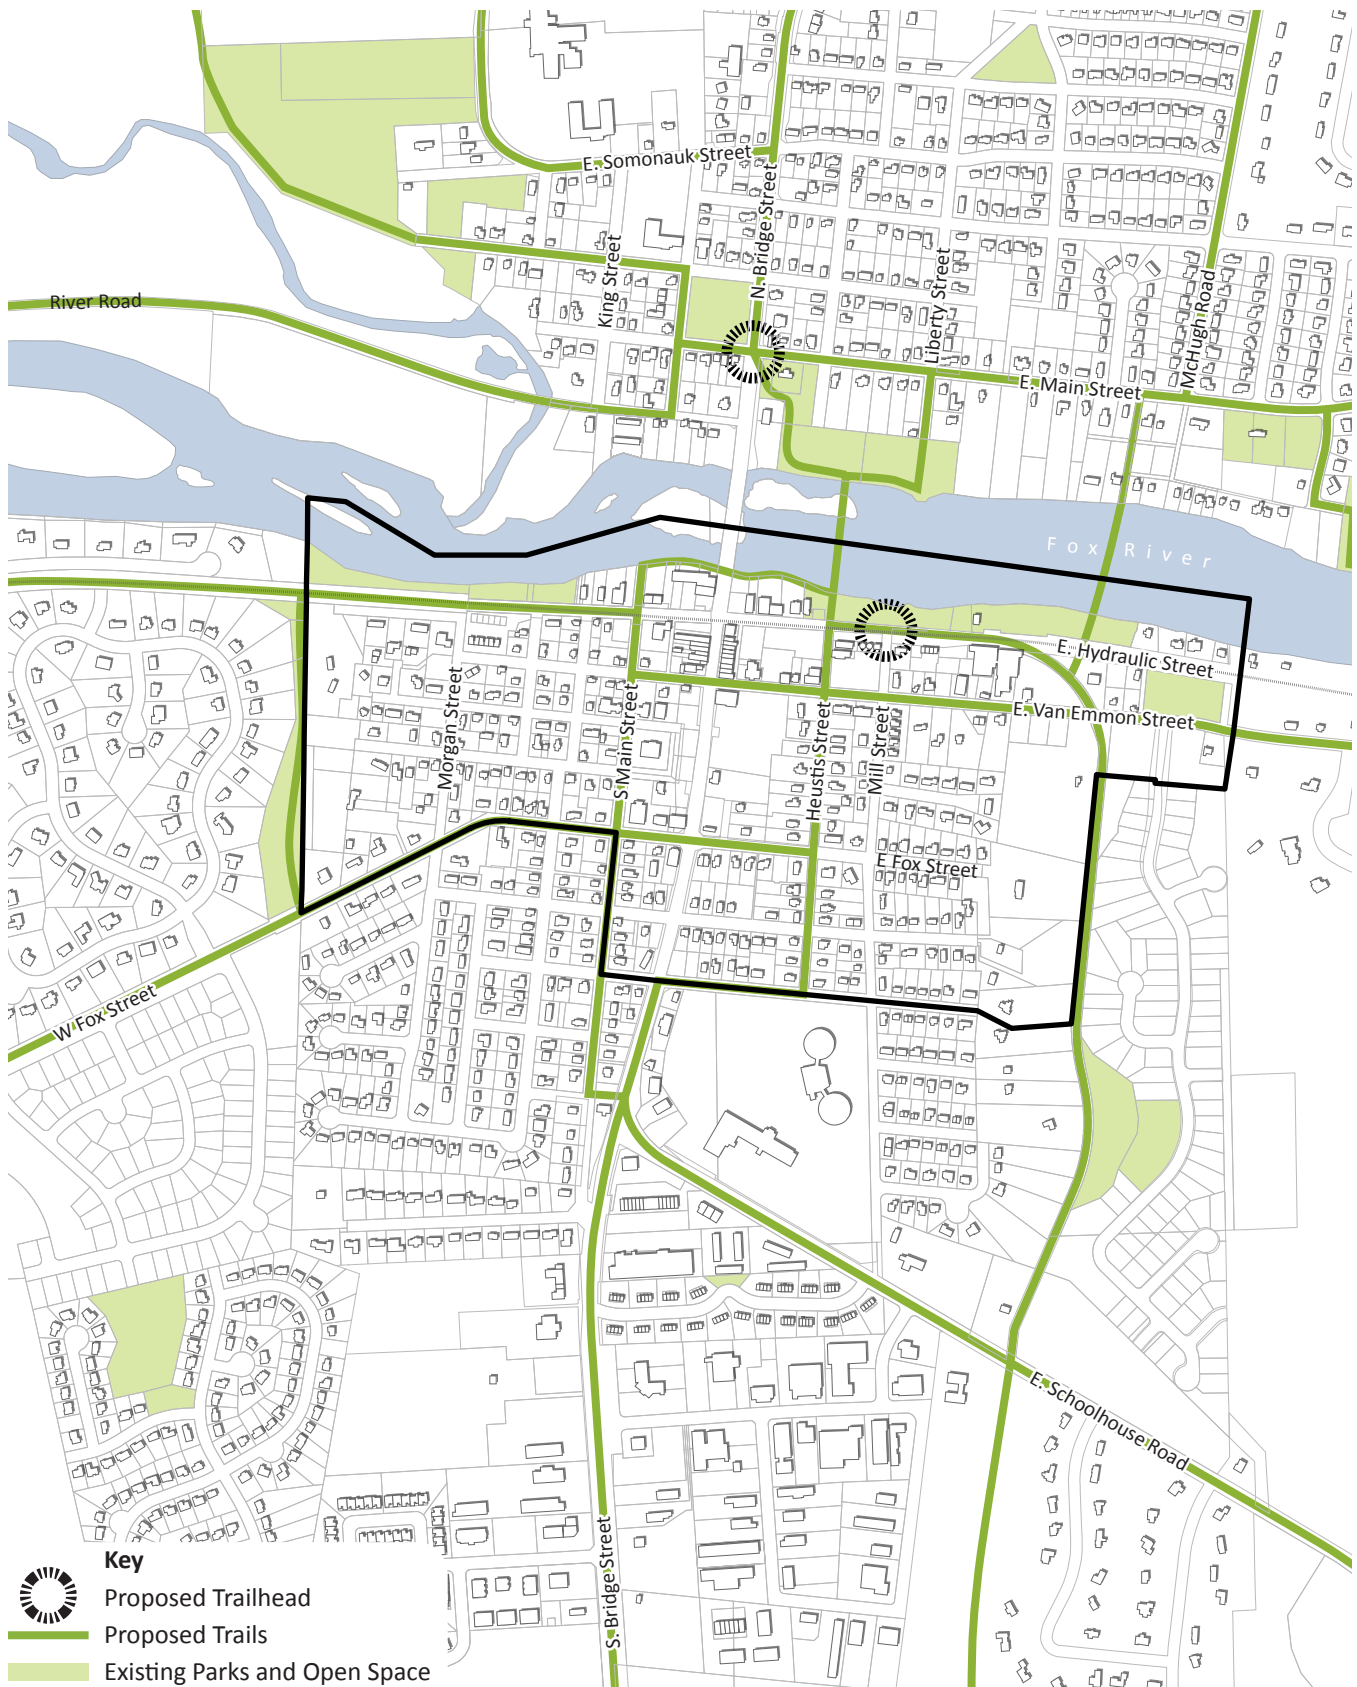 E. Somonauk Street
N. Bridge Street
King Street
Liberty Street
McHugh Road
River Road
E. Main Street
Fox River
E. Hydraulic Street
E. Van Emmon Street
Morgan Street
S Main Street
Heustis Street
Mill Street
E Fox Street
W Fox Street
E. Schoolhouse Road
S. Bridge Street
Key
Proposed Trailhead
Proposed Trails
Existing Parks and Open Space